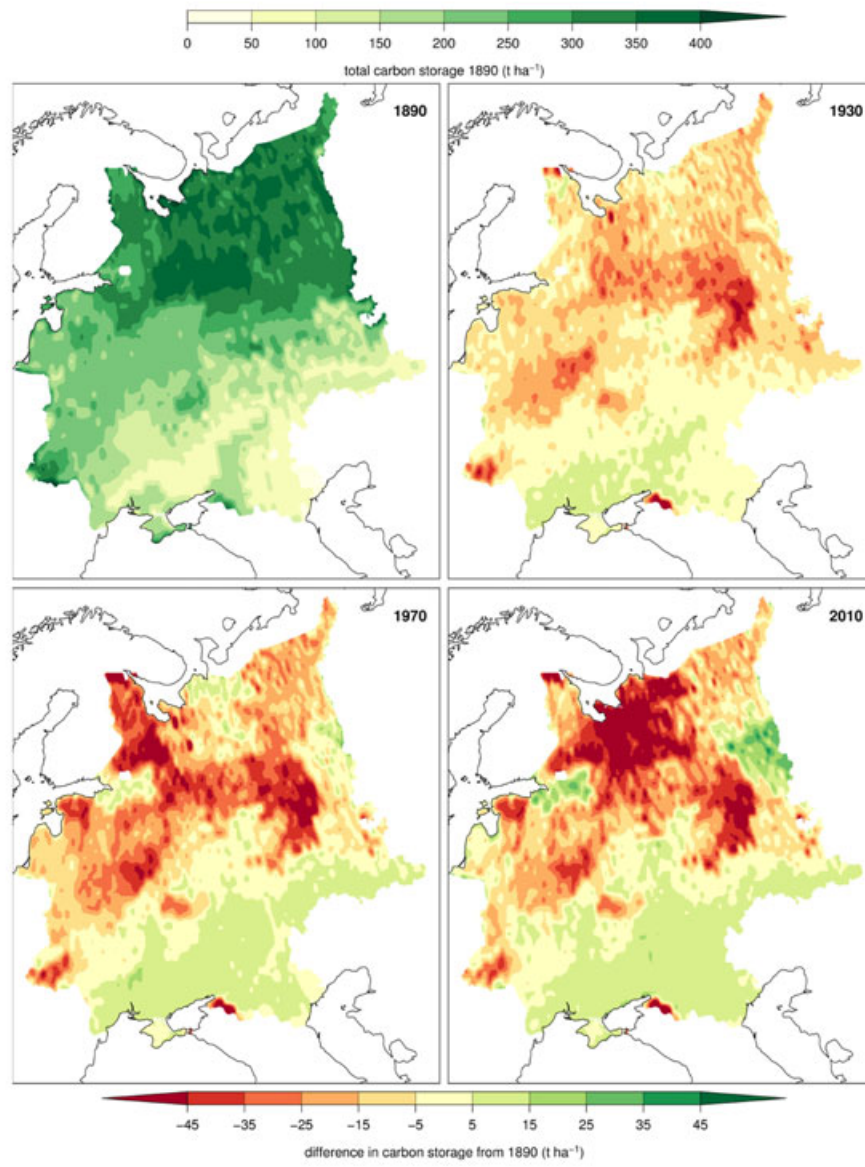 0 50 100 150 200 250 300 350 400
total carbon storage 1890 (t ha⁻¹)
1890
1930
1970
2010
−45 −35 −25 −15 −5 5 15 25 35 45
difference in carbon storage from 1890 (t ha⁻¹)